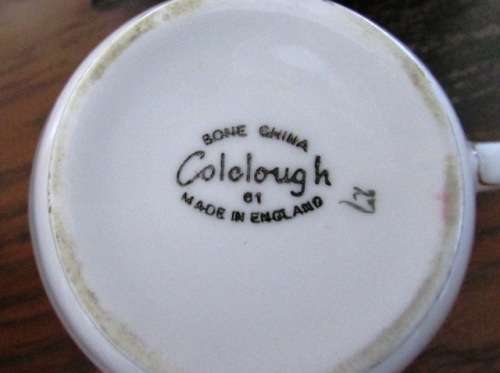 BONE CHINA
Colclough
61
MADE IN ENGLAND